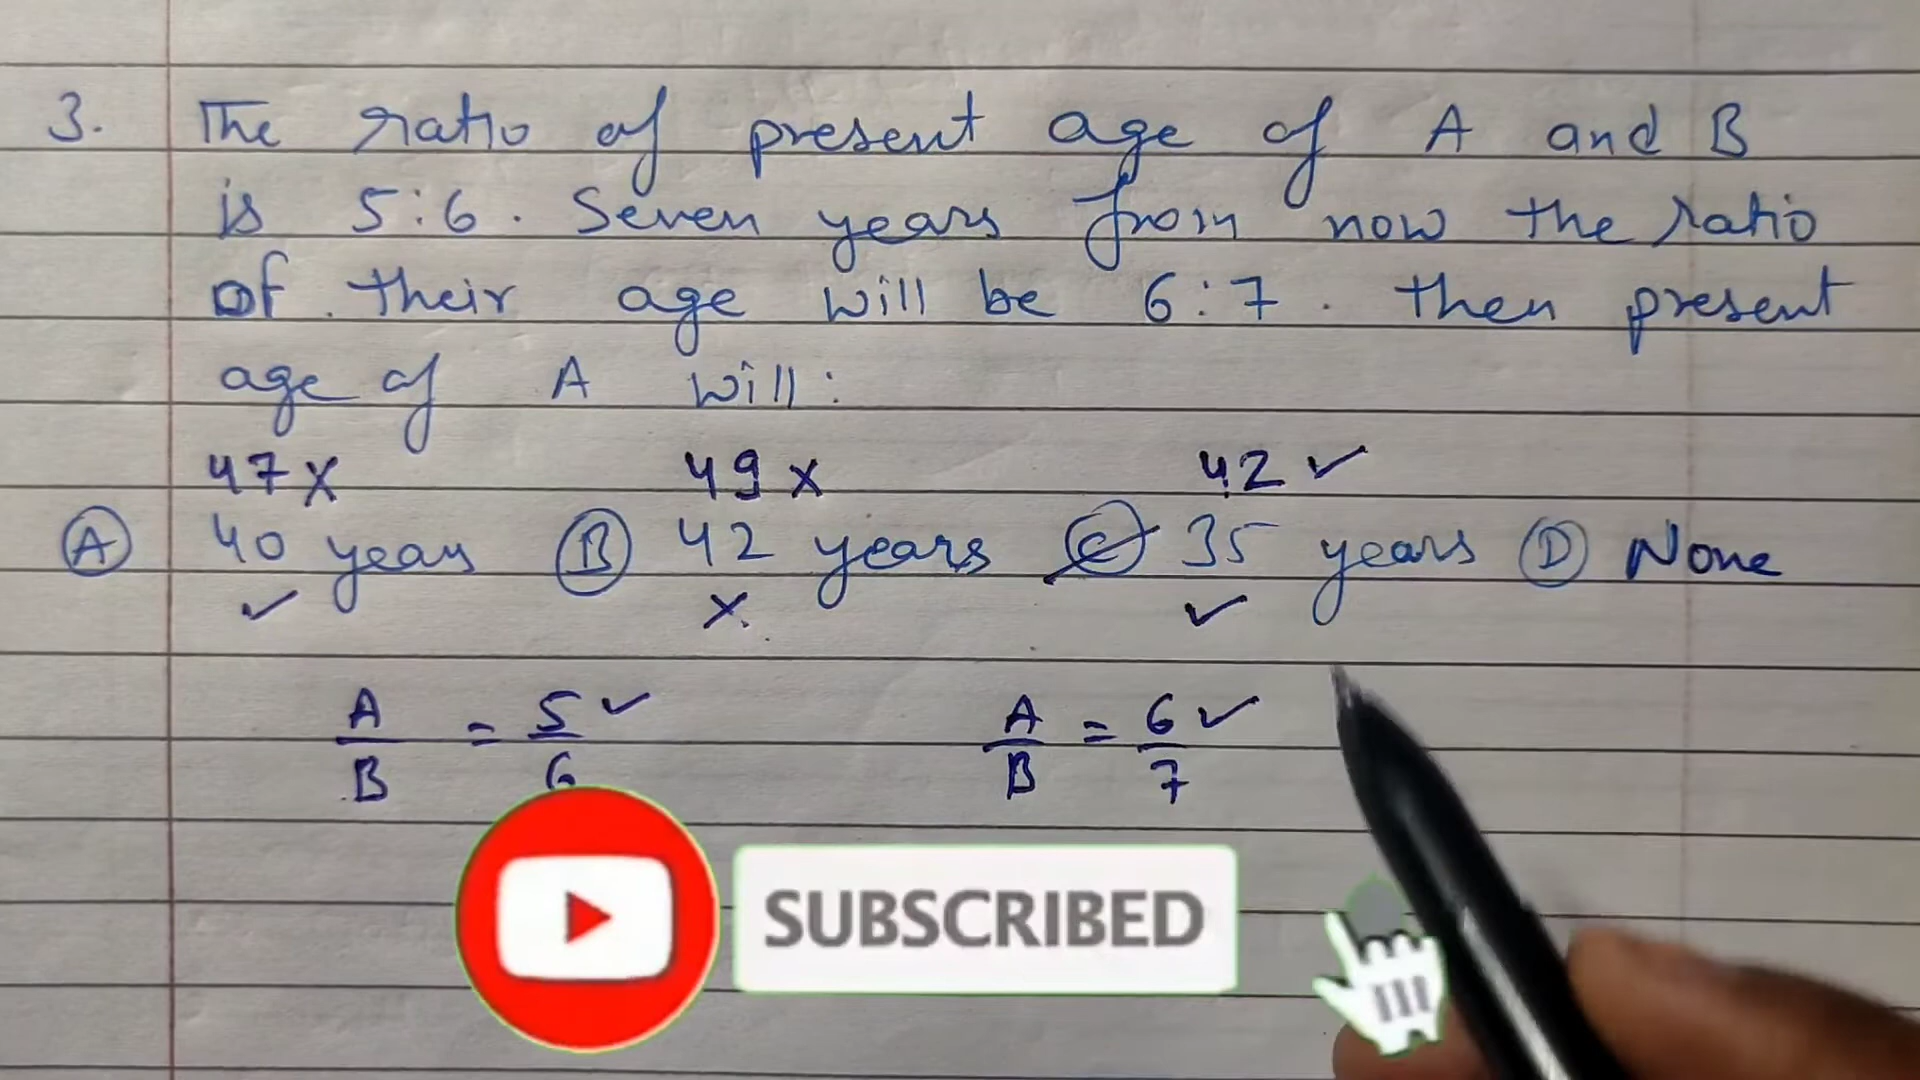 3. The ratio of present age of A and B
is 5:6. Seven years from now the ratio
of their age will be 6:7. then present
age of A will:
47 x 49 x 42 ✓
(A) 40 years (B) 42 years (C) 35 years (D) None
✓ x ✓
A/B = 5/6 ✓ A/B = 6/7 ✓
SUBSCRIBED